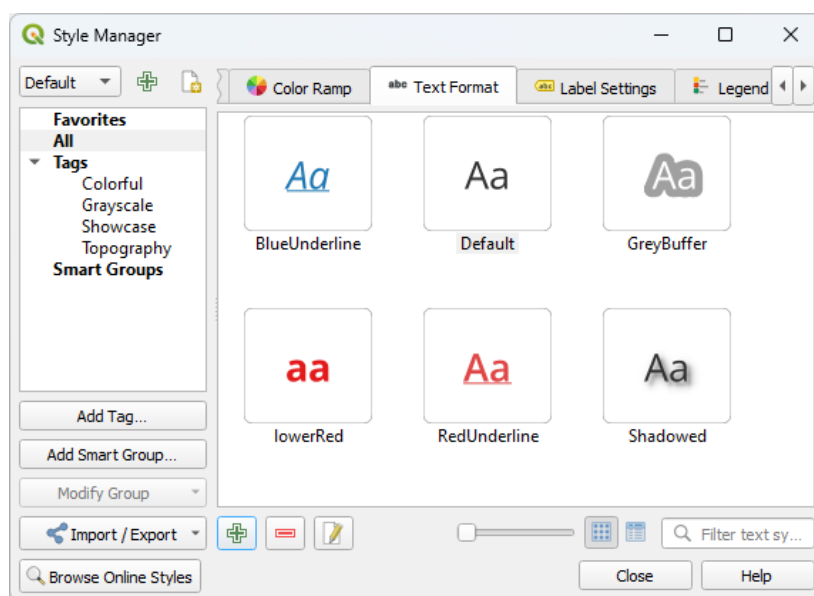 Style Manager
Default
Color Ramp
abc Text Format
abc Label Settings
Legend
Favorites
All
Tags
Colorful
Grayscale
Showcase
Topography
Smart Groups
Aa
BlueUnderline
Aa
Default
Aa
GreyBuffer
aa
lowerRed
Aa
RedUnderline
Aa
Shadowed
Add Tag...
Add Smart Group...
Modify Group
Import / Export
Filter text sy...
Browse Online Styles
Close
Help